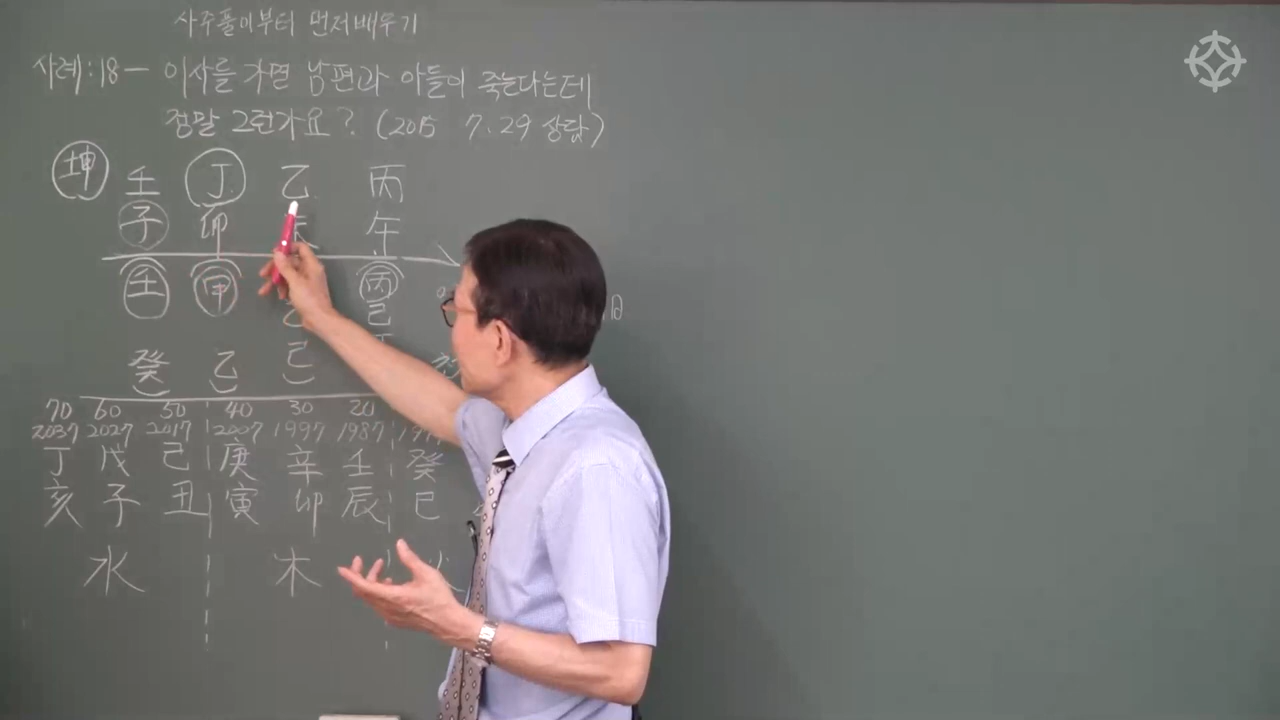 사주풀이부터 먼저배우기
사례:18— 이사를 가면 남편과 아들이 죽는다는데
정말 그런가요? (2015 7.29 상담)
坤 壬 丁 乙 丙
子 卯 午
壬 甲 丙
己
癸 乙 己
70 60 50 40 30 20
2037 2027 2017 2007 1997 1987
丁 戊 己 庚 辛 壬 癸
亥 子 丑 寅 卯 辰 巳
水 木